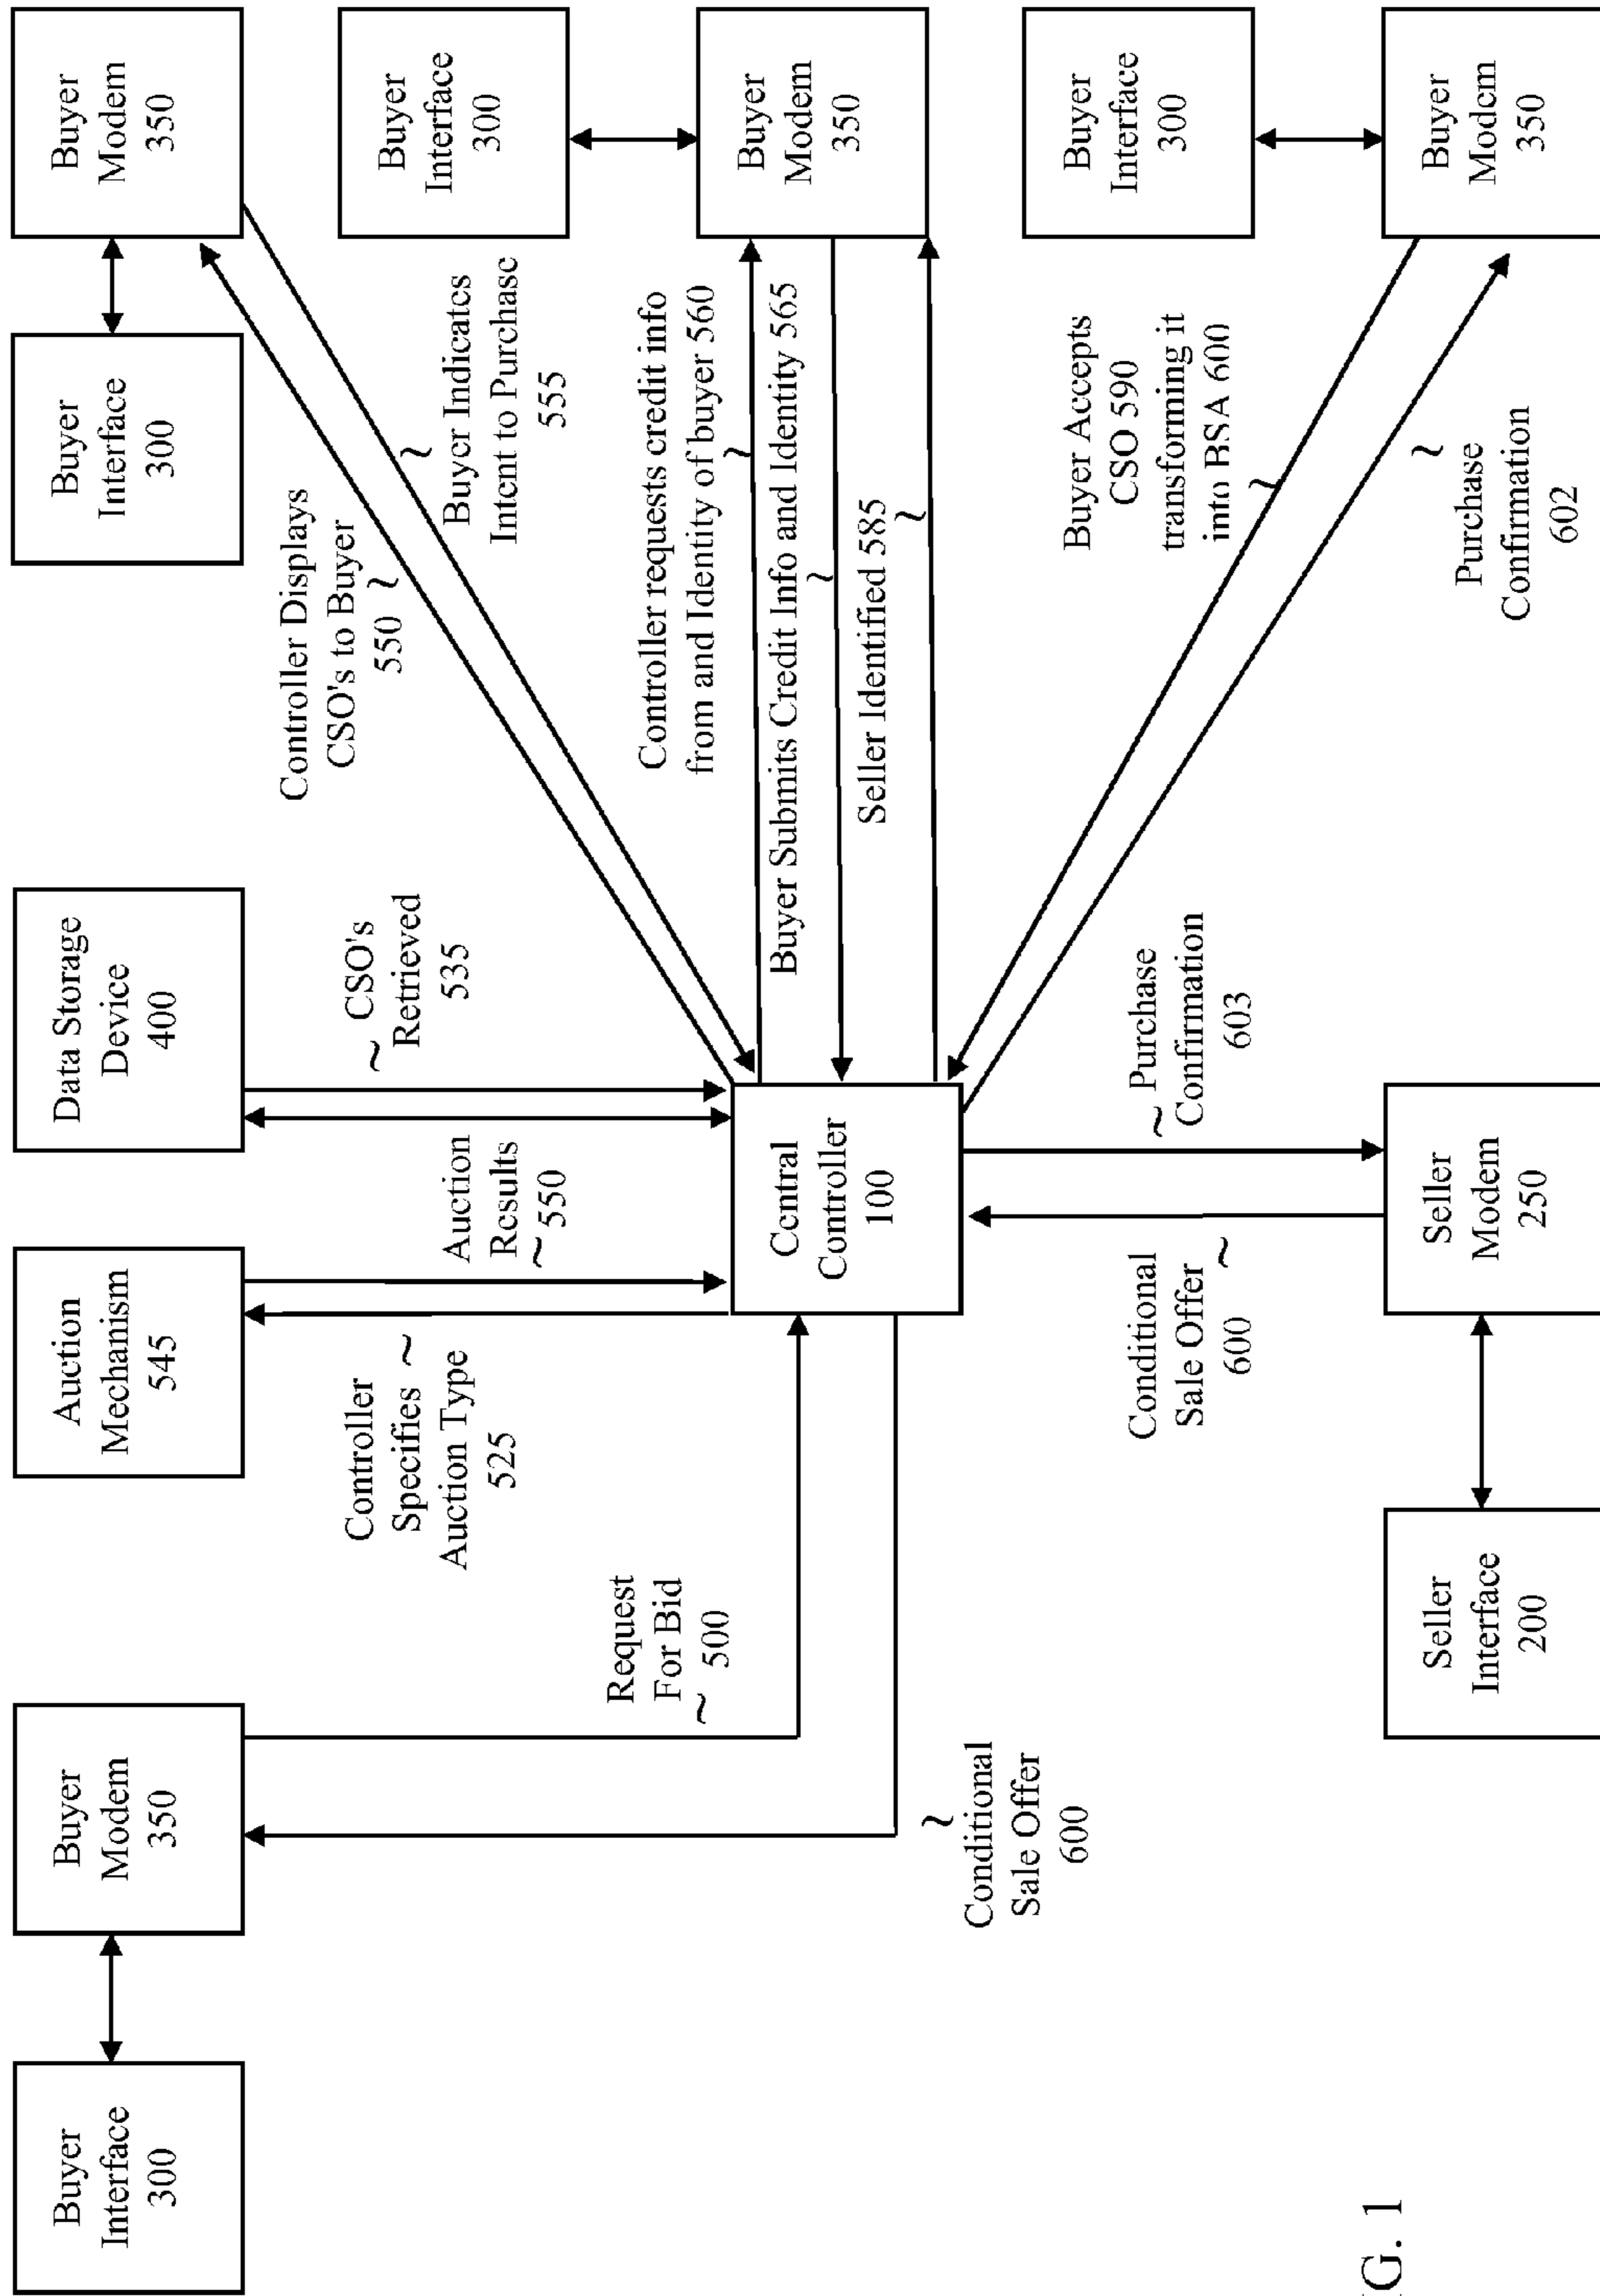 Buyer
Interface
300
Buyer
Modem
350
Auction
Mechanism
545
Data Storage
Device
400
Buyer
Interface
300
Buyer
Modem
350
Request
For Bid
~ 500
Controller
Specifies ~
Auction Type
525
Auction
Results
~ 550
~ CSO's
Retrieved
535
Controller Displays
CSO's to Buyer
550 ~
~
Buyer Indicates
Intent to Purchase
555
Buyer
Interface
300
Controller requests credit info
from and Identity of buyer 560
~
Buyer Submits Credit Info and Identity 565
~
Seller Identified 585
~
Buyer
Modem
350
Central
Controller
100
~
Conditional
Sale Offer
600
Conditional
Sale Offer
600 ~
~ Purchase
Confirmation
603
Buyer Accepts
CSO 590
transforming it
into BSA 600
~
~
Purchase
Confirmation
602
Buyer
Interface
300
Seller
Interface
200
Seller
Modem
250
Buyer
Modem
350
G. 1